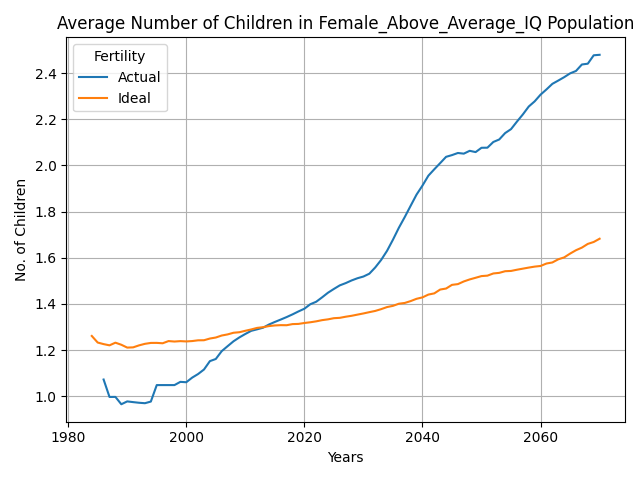 Average Number of Children in Female_Above_Average_IQ Population
Fertility
Actual
Ideal
No. of Children
2.4
2.2
2.0
1.8
1.6
1.4
1.2
1.0
1980
2000
2020
2040
2060
Years